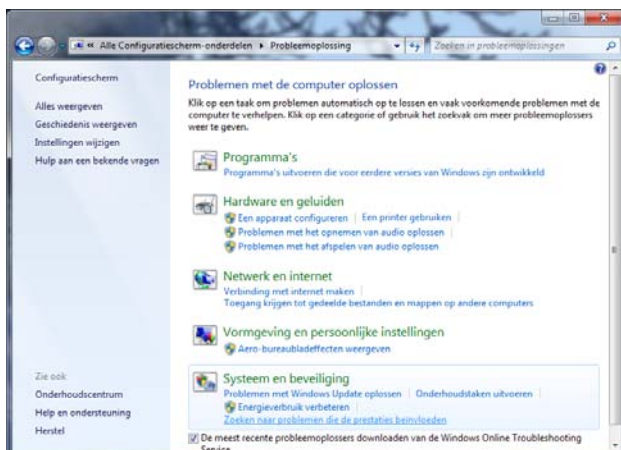 « Alle Configuratiescherm-onderdelen ▸ Probleemoplossing
Zoeken in probleemoplossingen
Configuratiescherm
Alles weergeven
Geschiedenis weergeven
Instellingen wijzigen
Hulp aan een bekende vragen
Problemen met de computer oplossen
Klik op een taak om problemen automatisch op te lossen en vaak voorkomende problemen met de
computer te verhelpen. Klik op een categorie of gebruik het zoekvak om meer probleemoplossers
weer te geven.
Programma's
Programma's uitvoeren die voor eerdere versies van Windows zijn ontwikkeld
Hardware en geluiden
Een apparaat configureren | Een printer gebruiken |
Problemen met het opnemen van audio oplossen |
Problemen met het afspelen van audio oplossen
Netwerk en internet
Verbinding met internet maken |
Toegang krijgen tot gedeelde bestanden en mappen op andere computers
Vormgeving en persoonlijke instellingen
Aero-bureaubladeffecten weergeven
Systeem en beveiliging
Problemen met Windows Update oplossen | Onderhoudstaken uitvoeren |
Energieverbruik verbeteren |
Zoeken naar problemen die de prestaties beïnvloeden
De meest recente probleemoplossers downloaden van de Windows Online Troubleshooting
Service
Zie ook
Onderhoudscentrum
Help en ondersteuning
Herstel